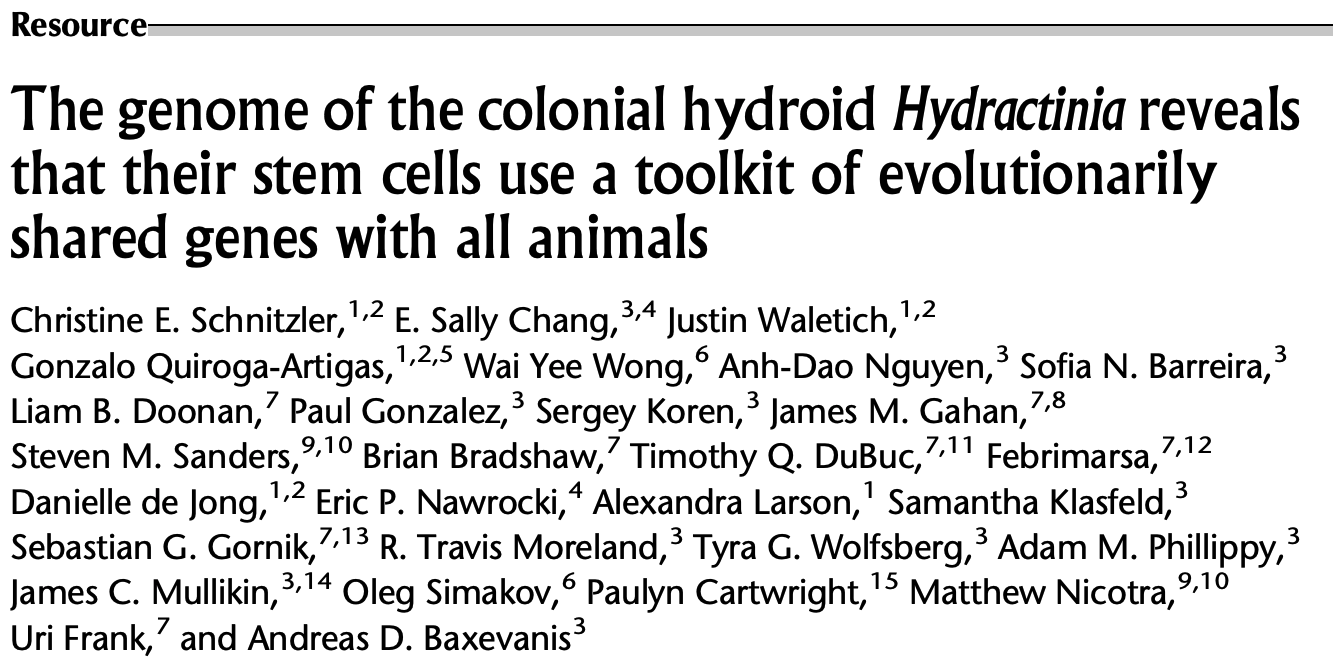 Resource
The genome of the colonial hydroid Hydractinia reveals
that their stem cells use a toolkit of evolutionarily
shared genes with all animals
Christine E. Schnitzler,1,2 E. Sally Chang,3,4 Justin Waletich,1,2
Gonzalo Quiroga-Artigas,1,2,5 Wai Yee Wong,6 Anh-Dao Nguyen,3 Sofia N. Barreira,3
Liam B. Doonan,7 Paul Gonzalez,3 Sergey Koren,3 James M. Gahan,7,8
Steven M. Sanders,9,10 Brian Bradshaw,7 Timothy Q. DuBuc,7,11 Febrimarsa,7,12
Danielle de Jong,1,2 Eric P. Nawrocki,4 Alexandra Larson,1 Samantha Klasfeld,3
Sebastian G. Gornik,7,13 R. Travis Moreland,3 Tyra G. Wolfsberg,3 Adam M. Phillippy,3
James C. Mullikin,3,14 Oleg Simakov,6 Paulyn Cartwright,15 Matthew Nicotra,9,10
Uri Frank,7 and Andreas D. Baxevanis3